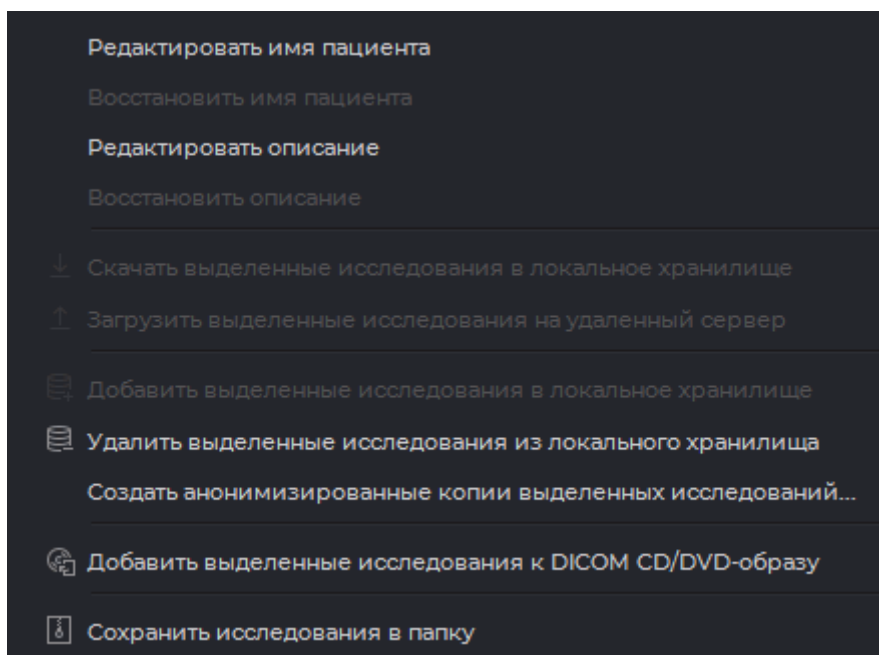 Редактировать имя пациента
Восстановить имя пациента
Редактировать описание
Восстановить описание
Скачать выделенные исследования в локальное хранилище
Загрузить выделенные исследования на удаленный сервер
Добавить выделенные исследования в локальное хранилище
Удалить выделенные исследования из локального хранилища
Создать анонимизированные копии выделенных исследований...
Добавить выделенные исследования к DICOM CD/DVD-образу
Сохранить исследования в папку